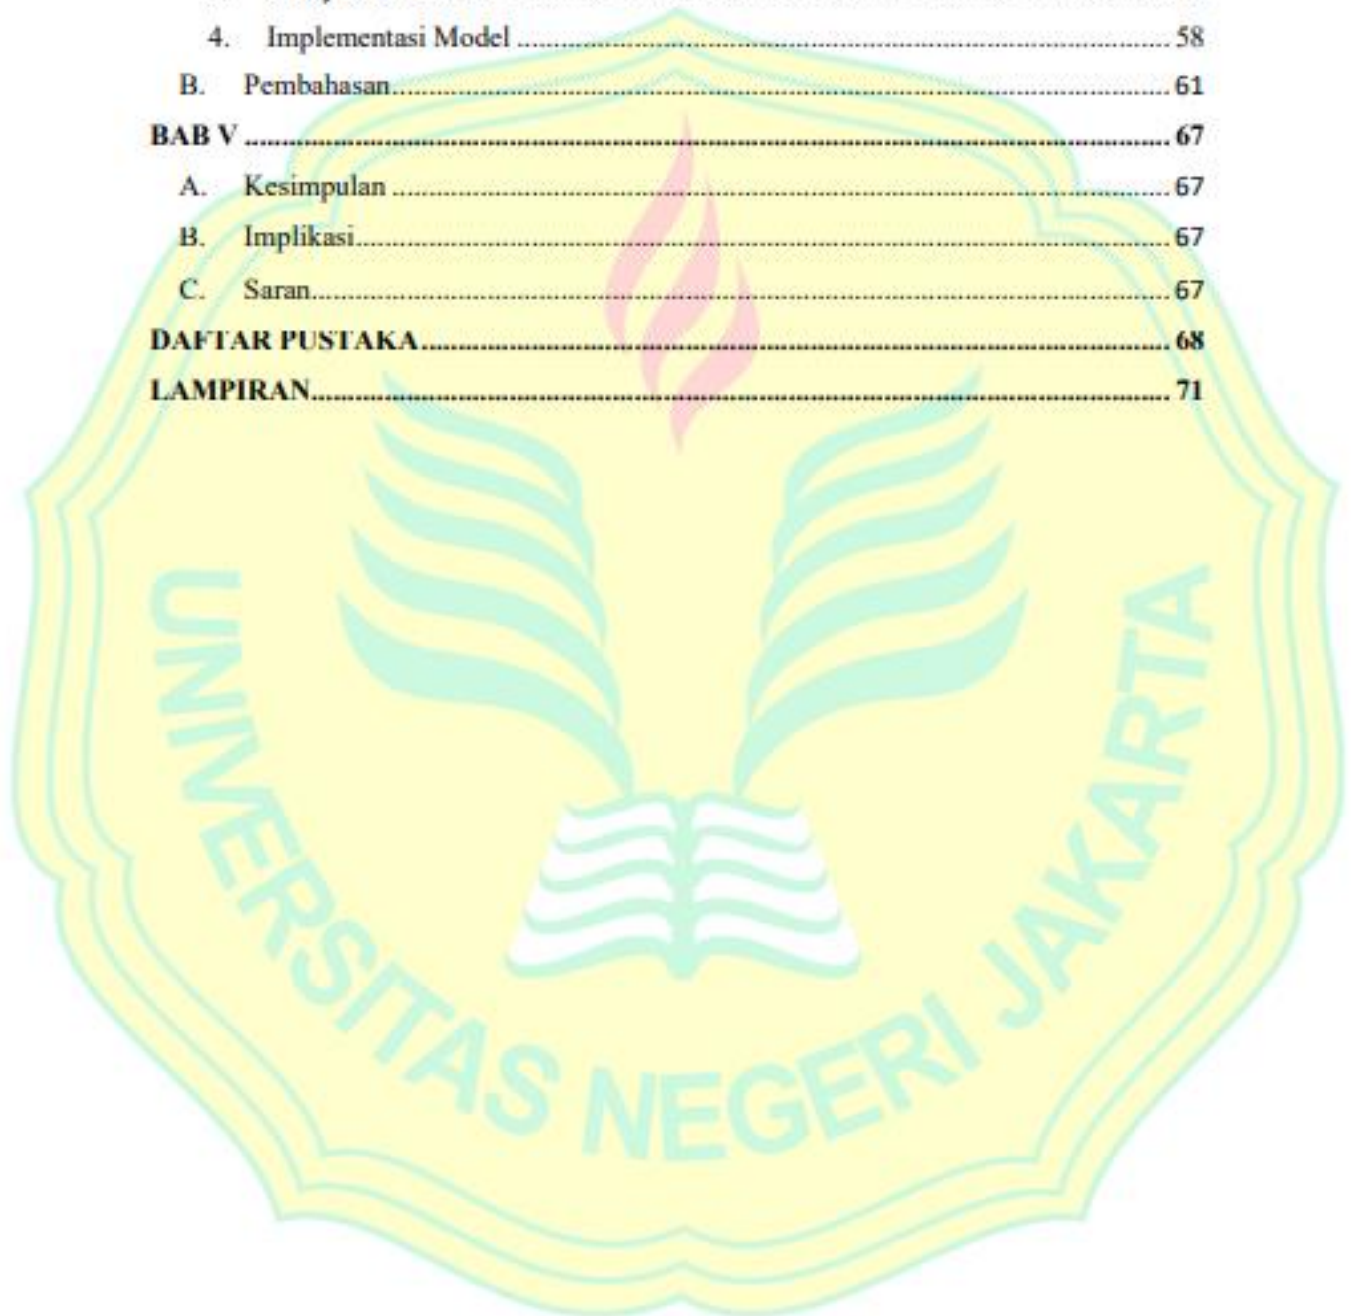 4. Implementasi Model ........ 58
B. Pembahasan ........ 61
BAB V ........ 67
A. Kesimpulan ........ 67
B. Implikasi ........ 67
C. Saran ........ 67
DAFTAR PUSTAKA ........ 68
LAMPIRAN ........ 71
UNIVERSITAS NEGERI JAKARTA